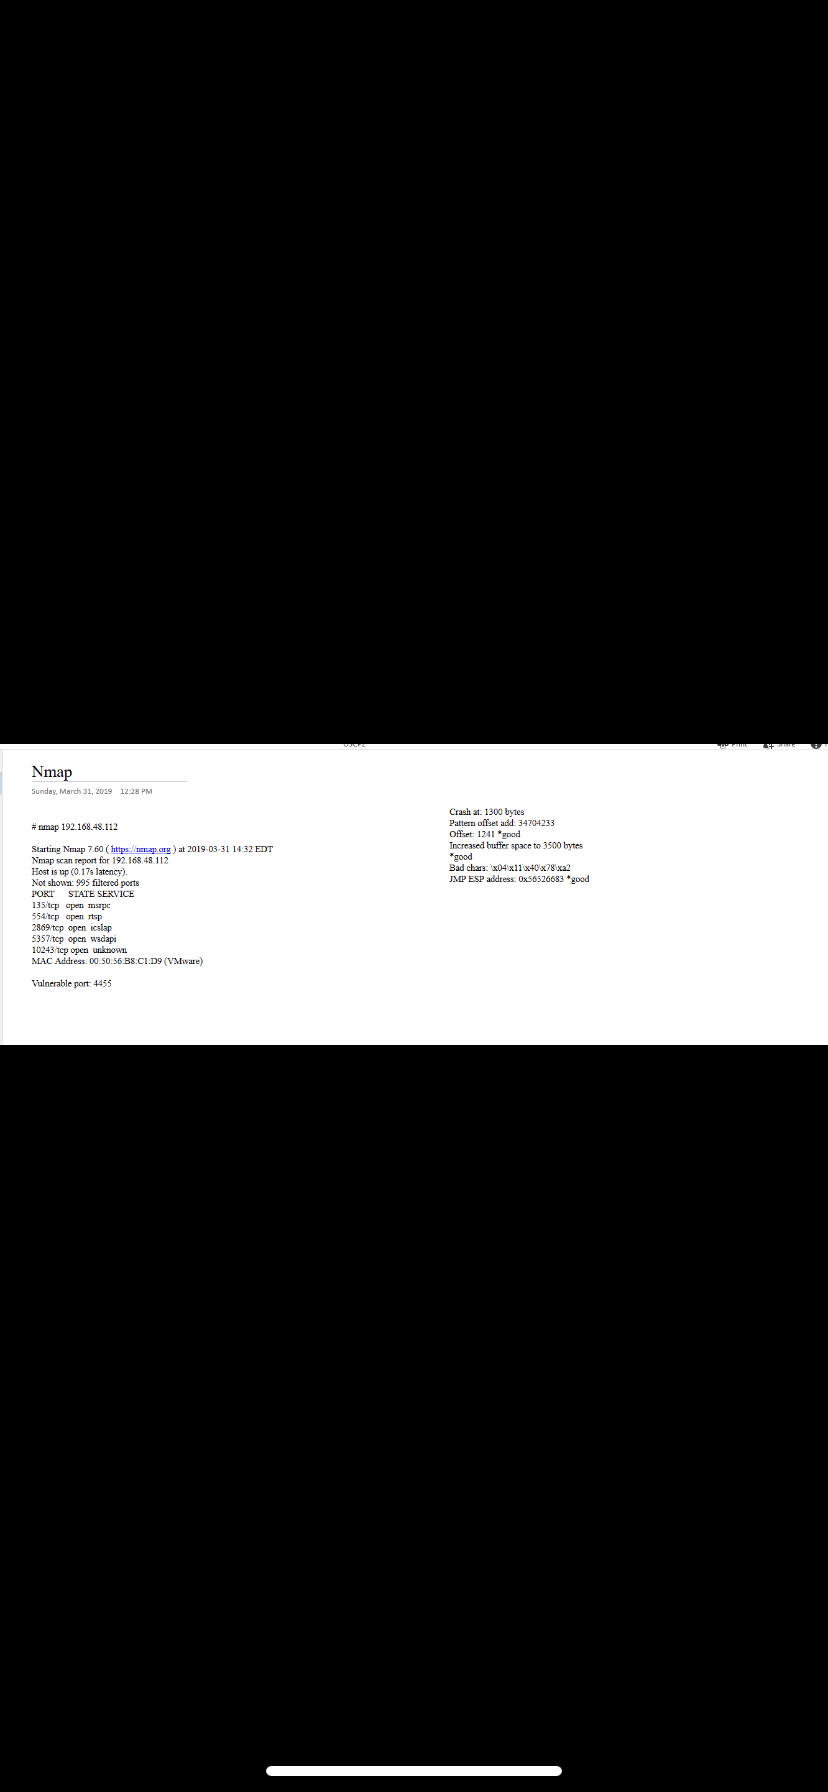 Nmap
Sunday, March 31, 2019 12:28 PM
# nmap 192.168.48.112
Starting Nmap 7.60 ( https://nmap.org ) at 2019-03-31 14:32 EDT
Nmap scan report for 192.168.48.112
Host is up (0.17s latency).
Not shown: 995 filtered ports
PORT STATE SERVICE
135/tcp open msrpc
554/tcp open rtsp
2869/tcp open icslap
5357/tcp open wsdapi
10243/tcp open unknown
MAC Address: 00:50:56:B8:C1:D9 (VMware)
Vulnerable port: 4455
Crash at: 1300 bytes
Pattern offset add: 34704233
Offset: 1241 *good
Increased buffer space to 3500 bytes
*good
Bad chars: \x04\x11\x40\x78\xa2
JMP ESP address: 0x56526683 *good